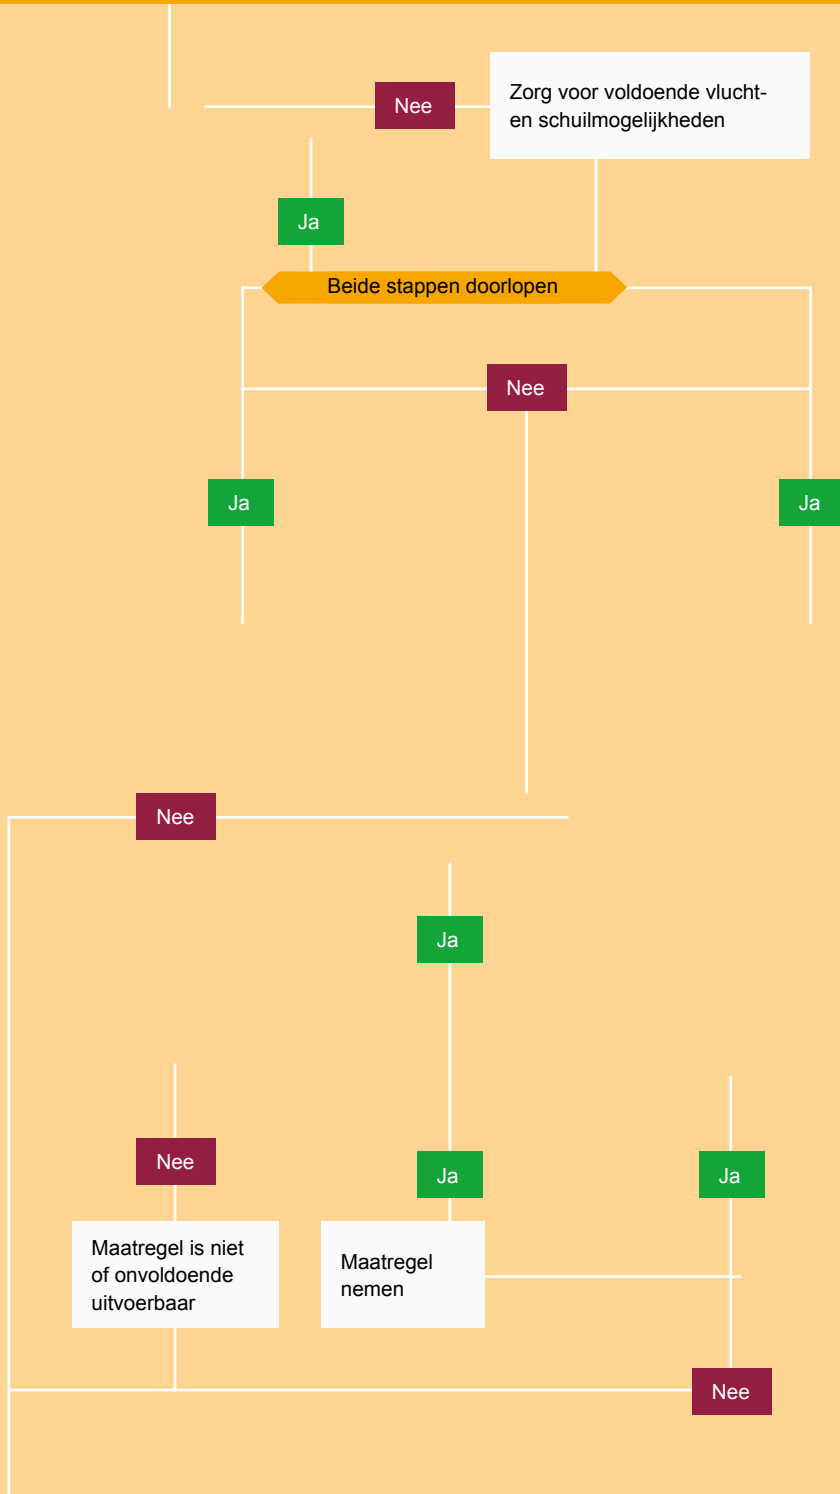 Nee
Zorg voor voldoende vlucht-
en schuilmogelijkheden
Ja
Beide stappen doorlopen
Nee
Ja
Ja
Nee
Ja
Nee
Ja
Ja
Maatregel is niet
of onvoldoende
uitvoerbaar
Maatregel
nemen
Nee